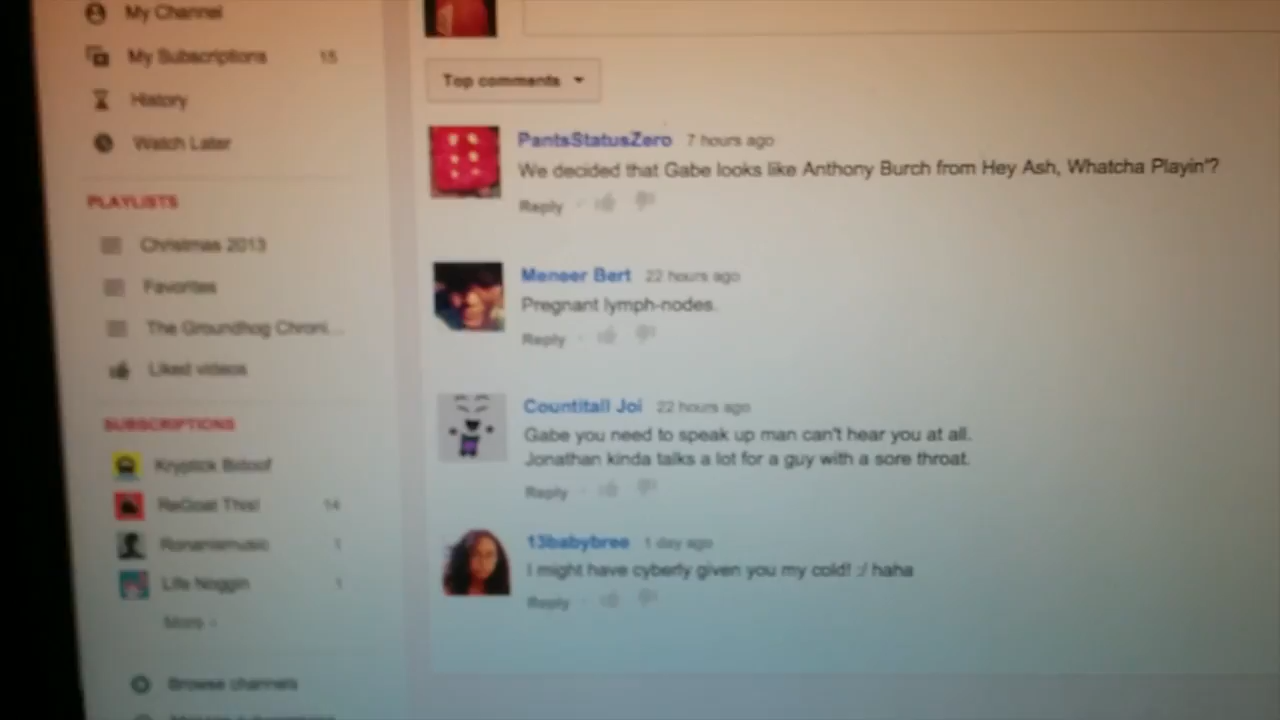 My Channel
My Subscriptions 15
History
Watch Later
PLAYLISTS
Christmas 2013
Favorites
The Groundhog Chroni...
Liked videos
SUBSCRIPTIONS
Kryptick
ReGoat This! 14
Ronaniemusic 1
Life Noggin 1
More
Browse channels
Top comments
PantsStatusZero 7 hours ago
We decided that Gabe looks like Anthony Burch from Hey Ash, Whatcha Playin'?
Reply
Meneer Bert 22 hours ago
Pregnant lymph-nodes.
Reply
Countitall Joi 22 hours ago
Gabe you need to speak up man can't hear you at all.
Jonathan kinda talks a lot for a guy with a sore throat.
Reply
13babybree 1 day ago
I might have cyberly given you my cold! :/ haha
Reply